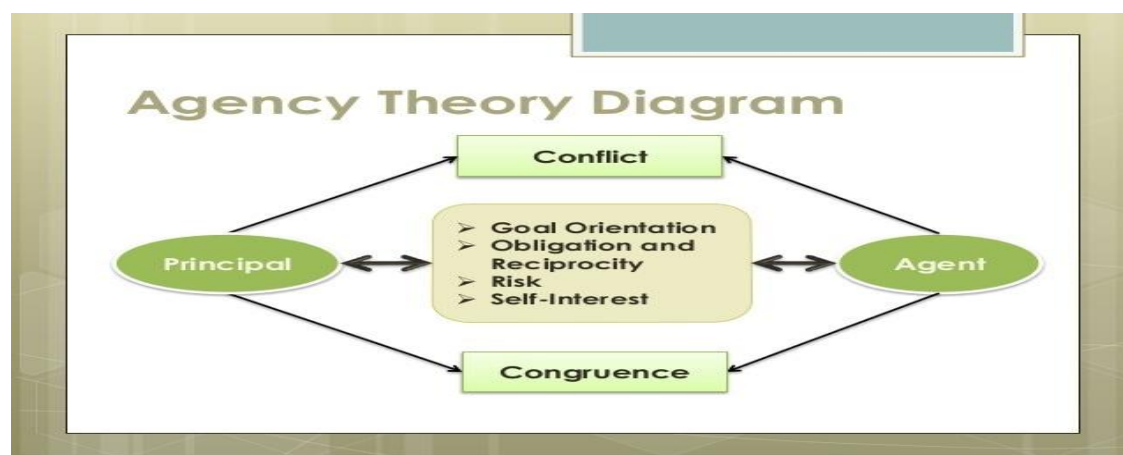 Agency Theory Diagram
Conflict
➢ Goal Orientation
➢ Obligation and
Reciprocity
➢ Risk
➢ Self-Interest
Principal
Agent
Congruence